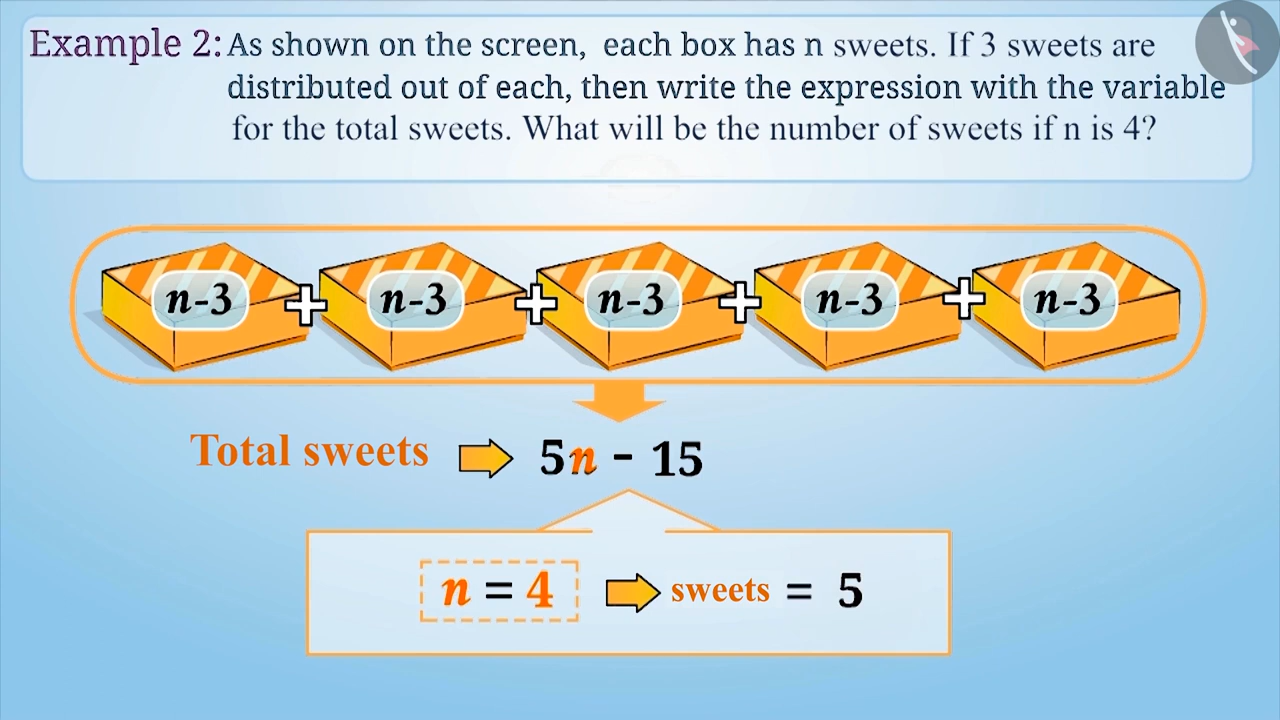 Example 2: As shown on the screen, each box has n sweets. If 3 sweets are
distributed out of each, then write the expression with the variable
for the total sweets. What will be the number of sweets if n is 4?
n-3 + n-3 + n-3 + n-3 + n-3
Total sweets 5n - 15
n = 4 sweets = 5